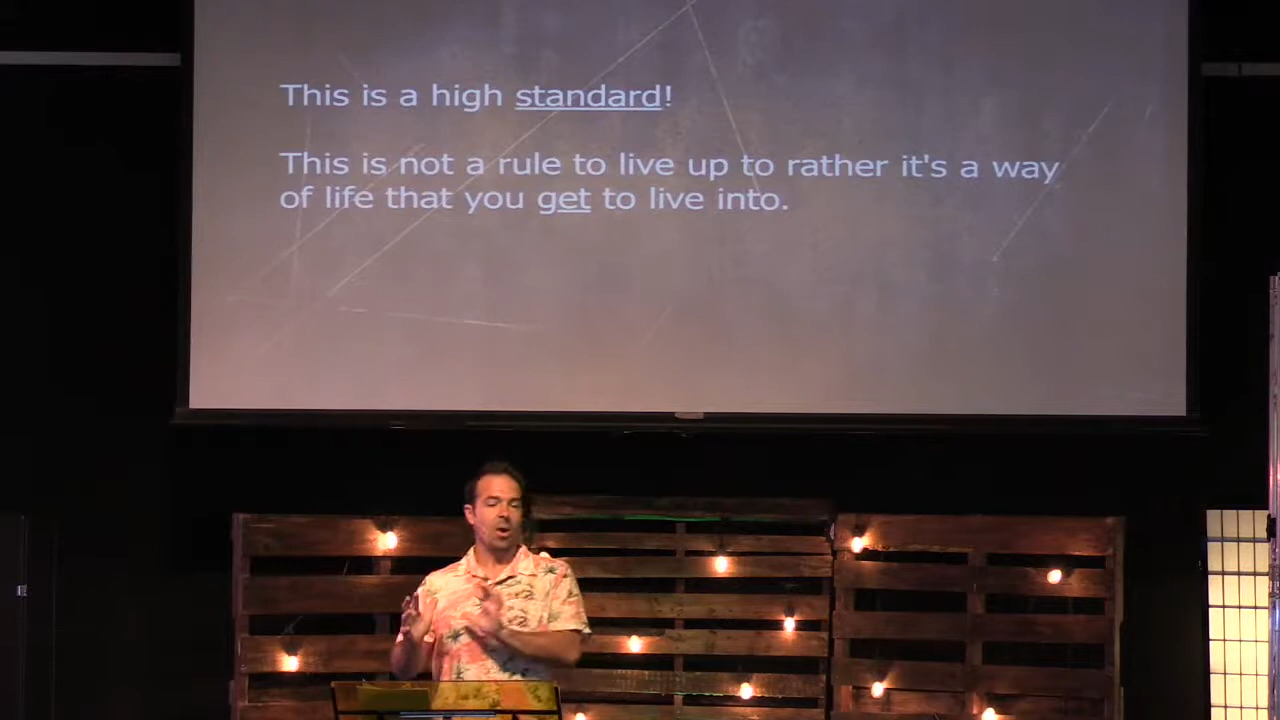 This is a high standard!
This is not a rule to live up to rather it's a way
of life that you get to live into.